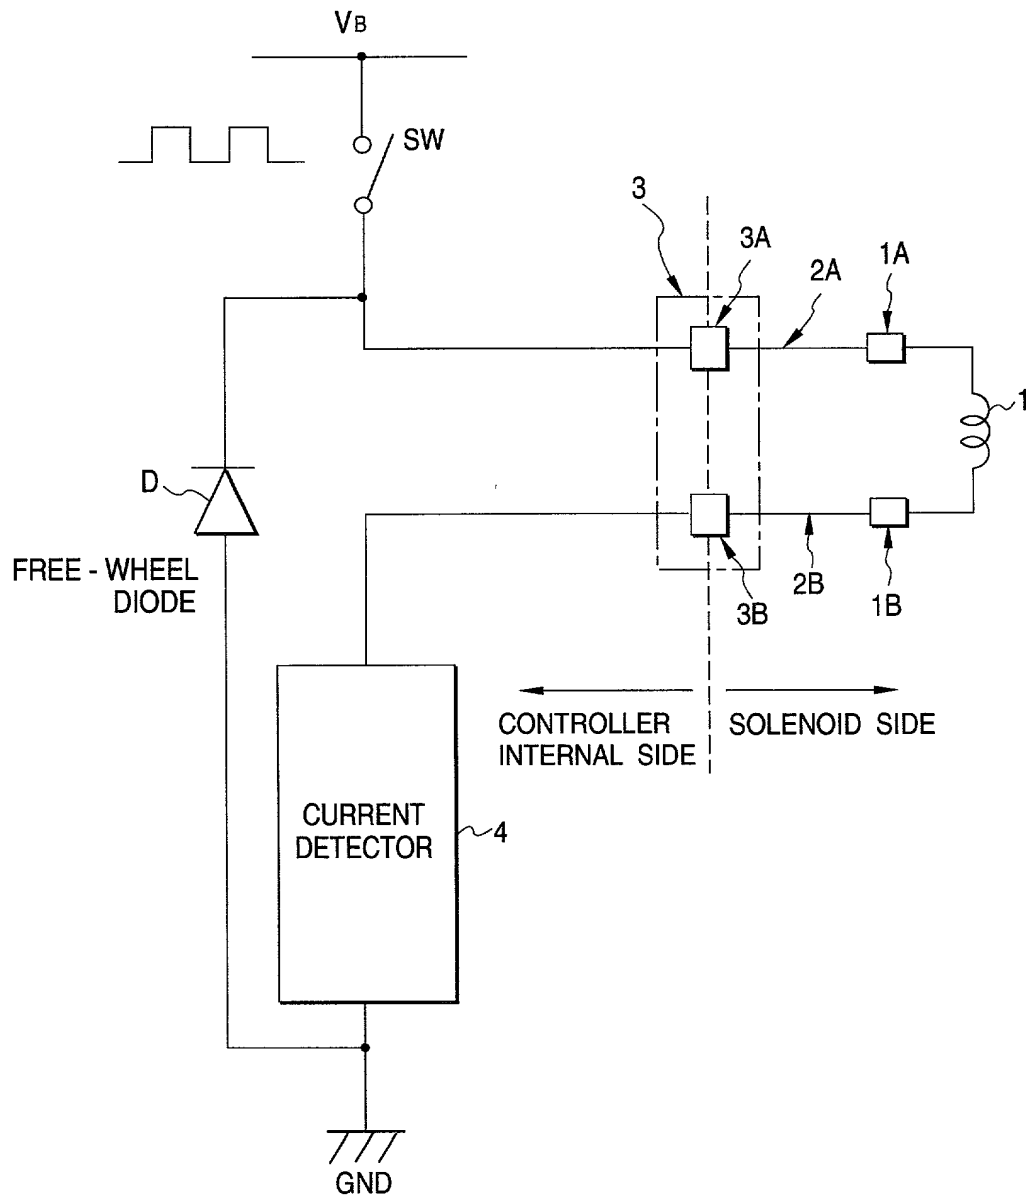 VB
SW
3
3A
2A
1A
1
D
FREE - WHEEL
DIODE
3B
2B
1B
CONTROLLER
INTERNAL SIDE
SOLENOID SIDE
CURRENT
DETECTOR
4
GND